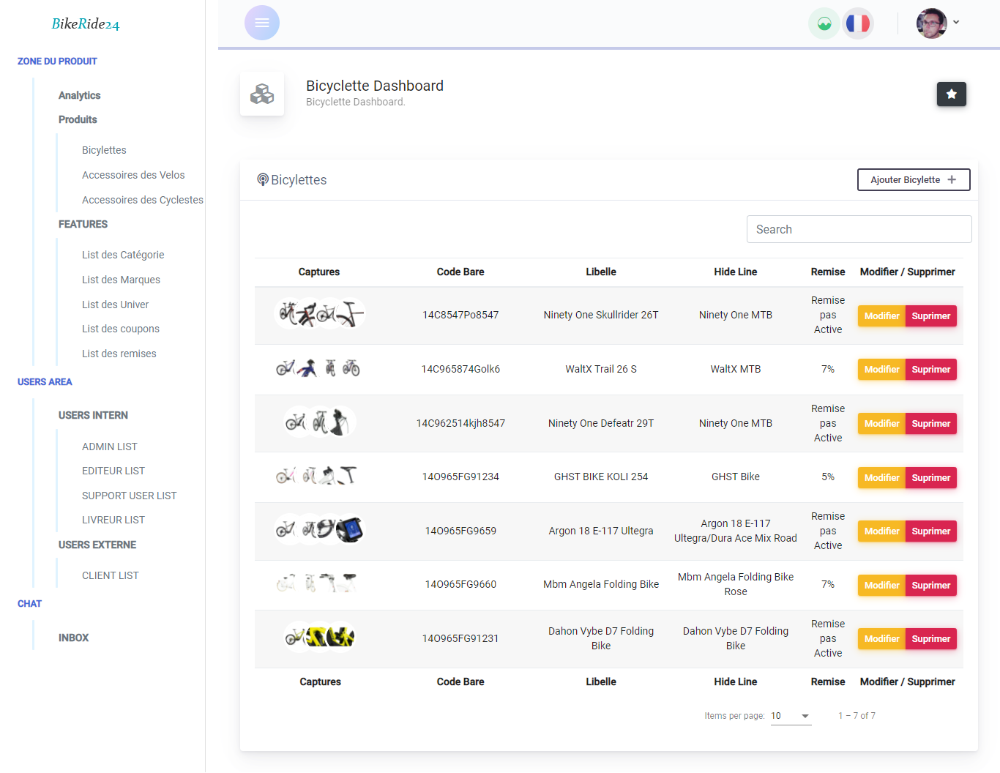 BikeRide24
ZONE DU PRODUIT
Analytics
Produits
Bicylettes
Accessoires des Velos
Accessoires des Cyclestes
FEATURES
List des Catégorie
List des Marques
List des Univer
List des coupons
List des remises
USERS AREA
USERS INTERN
ADMIN LIST
EDITEUR LIST
SUPPORT USER LIST
LIVREUR LIST
USERS EXTERNE
CLIENT LIST
CHAT
INBOX
Bicyclette Dashboard
Bicyclette Dashboard.
Bicylettes
Ajouter Bicylette
Search
Captures Code Bare Libelle Hide Line Remise Modifier / Supprimer
14C8547Po8547 Ninety One Skullrider 26T Ninety One MTB Remise pas Active Modifier Suprimer
14C965874Golk6 WaltX Trail 26 S WaltX MTB 7% Modifier Suprimer
14C962514kjh8547 Ninety One Defeatr 29T Ninety One MTB Remise pas Active Modifier Suprimer
14O965FG91234 GHST BIKE KOLI 254 GHST Bike 5% Modifier Suprimer
14O965FG9659 Argon 18 E-117 Ultegra Argon 18 E-117 Ultegra/Dura Ace Mix Road Remise pas Active Modifier Suprimer
14O965FG9660 Mbm Angela Folding Bike Mbm Angela Folding Bike Rose 7% Modifier Suprimer
14O965FG91231 Dahon Vybe D7 Folding Bike Dahon Vybe D7 Folding Bike Remise pas Active Modifier Suprimer
Captures Code Bare Libelle Hide Line Remise Modifier / Supprimer
Items per page: 10 1 – 7 of 7